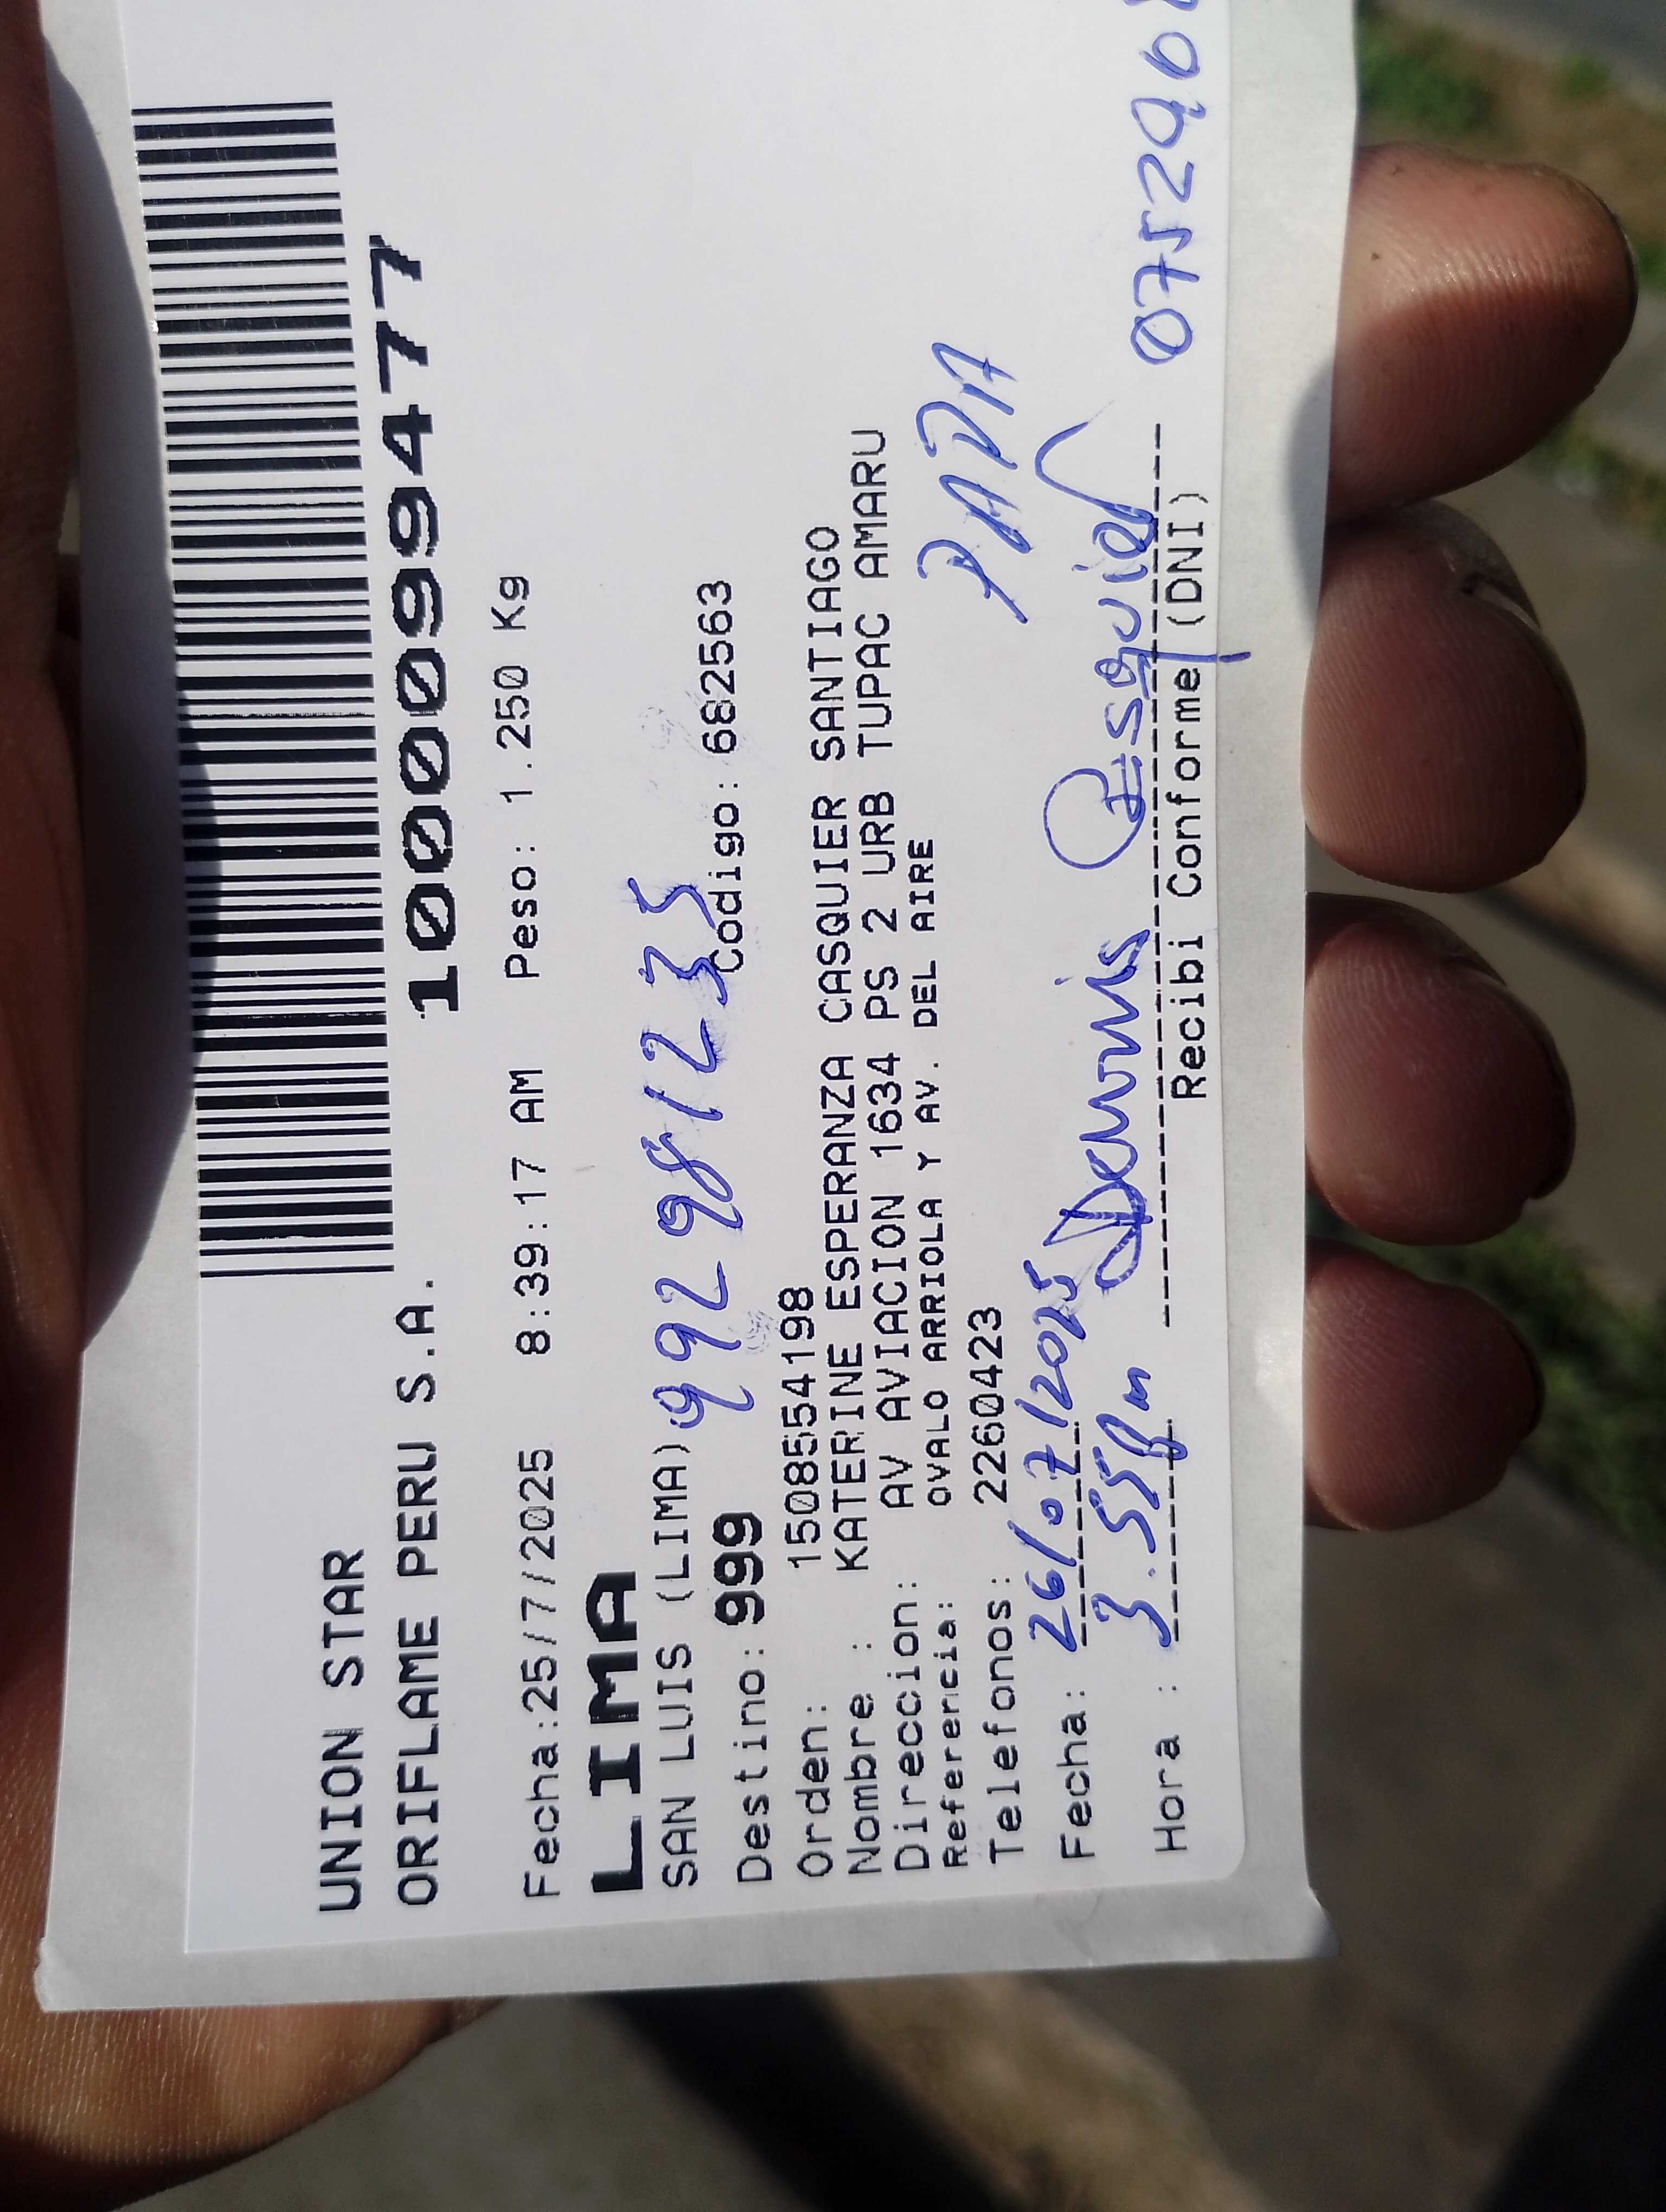 UNION STAR
ORIFLAME PERU S.A. 1000099477
Fecha:25/7/2025 8:39:17 AM Peso: 1.250 Kg
LIMA
SAN LUIS (LIMA) 992981235
Destino: 999 Codigo: 682563
Orden: 1508554198
Nombre : KATERINE ESPERANZA CASQUIER SANTIAGO
Direccion: AV AVIACION 1634 PS 2 URB TUPAC AMARU
Referencia: OVALO ARRIOLA Y AV. DEL AIRE
Telefonos: 2260423
PAPA
Fecha: 26/07/2025
Hora : 3.55pm Dennis 075296
Recibi Conforme (DNI)